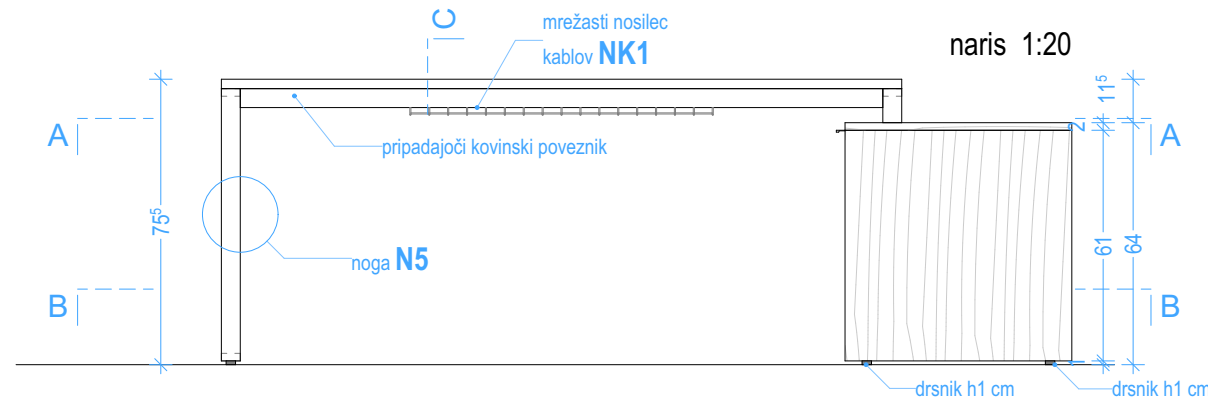 C
mrežasti nosilec
kablov NK1
naris 1:20
11⁵
A
2
A
pripadajoči kovinski poveznik
75⁵
61
64
noga N5
B
B
1
drsnik h1 cm
drsnik h1 cm